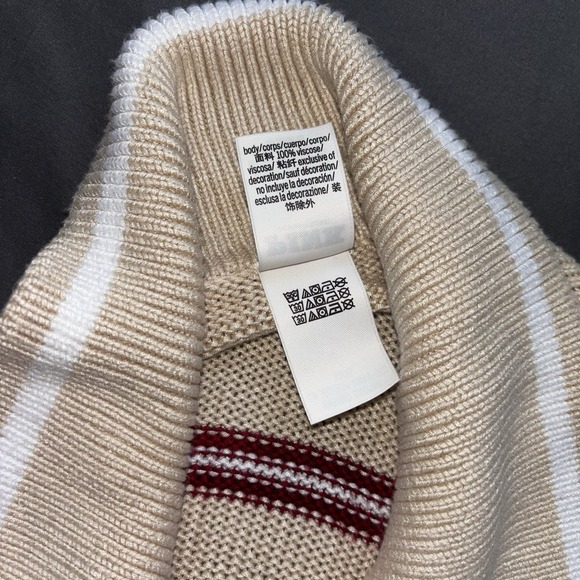 body/corps/cuerpo/corpo/
面料 100% viscose/
viscosa/ 粘纤 exclusive of
decoration/sauf décoration/
no incluye la decoración/
esclusa la decorazione/ 装
饰除外